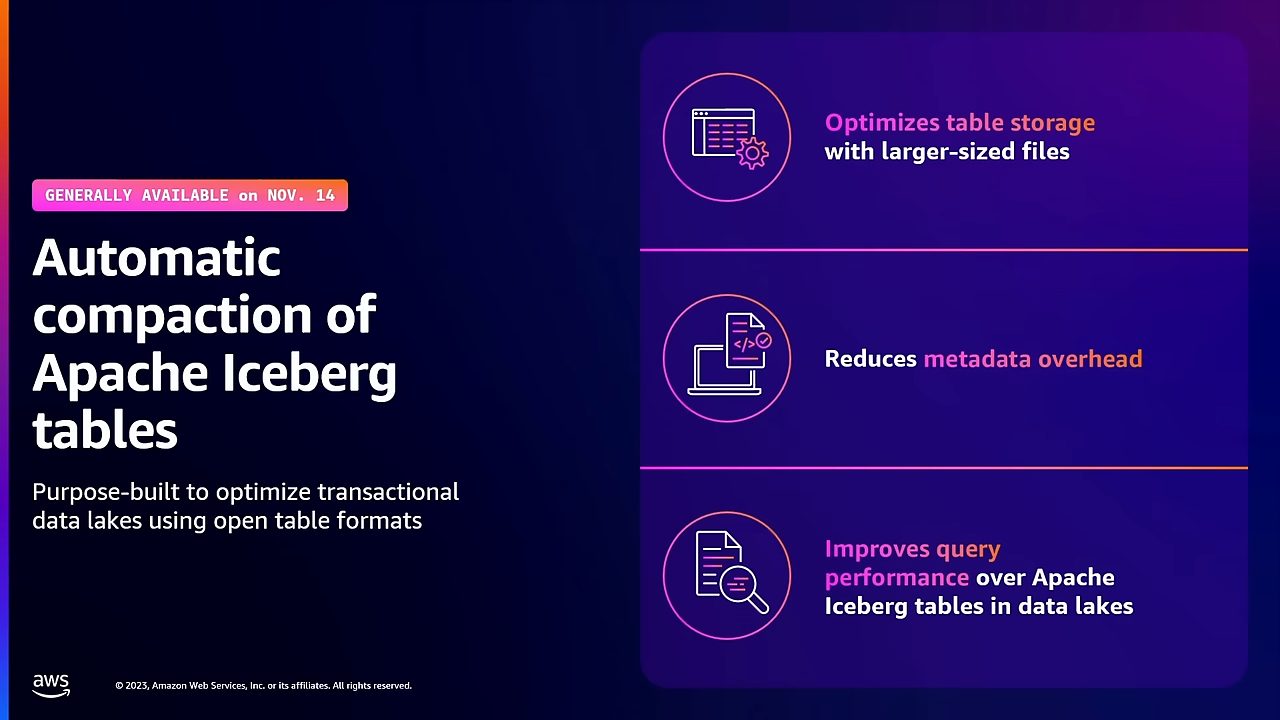 GENERALLY AVAILABLE on NOV. 14
Automatic
compaction of
Apache Iceberg
tables
Purpose-built to optimize transactional
data lakes using open table formats
Optimizes table storage
with larger-sized files
</>
Reduces metadata overhead
Improves query
performance over Apache
Iceberg tables in data lakes
aws
© 2023, Amazon Web Services, Inc. or its affiliates. All rights reserved.